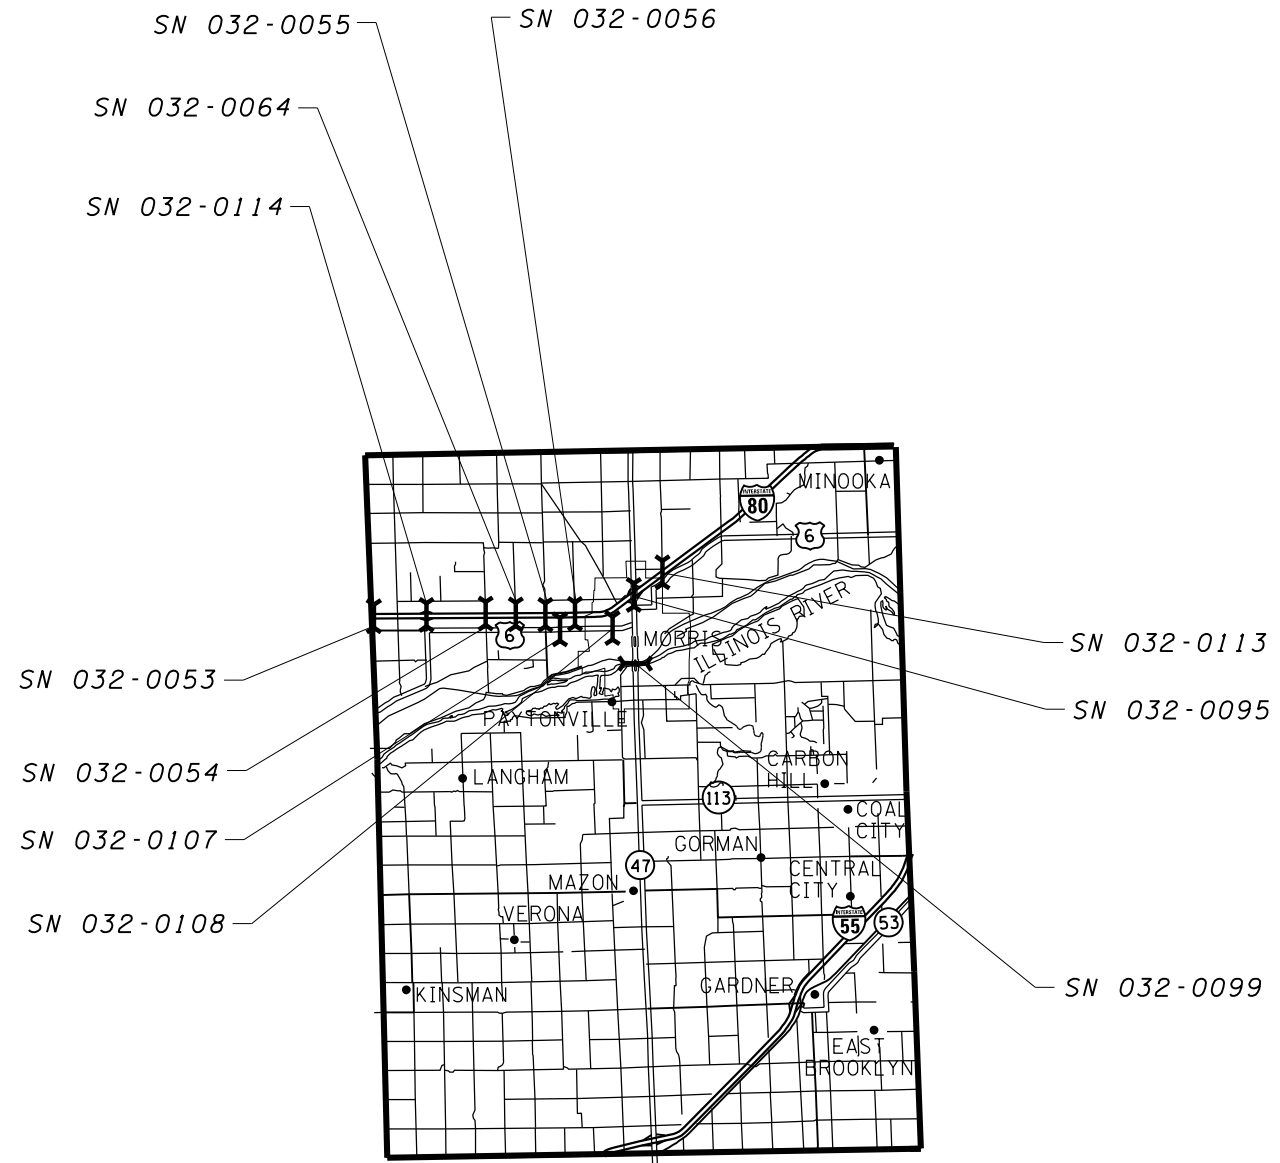 SN 032-0055
SN 032-0056
SN 032-0064
SN 032-0114
MINOOKA
INTERSTATE
80
6
ILLINOIS RIVER
6
MORRIS
SN 032-0113
SN 032-0053
SN 032-0095
PAYTONVILLE
CARBON
HILL
SN 032-0054
LANGHAM
113
COAL
CITY
SN 032-0107
GORMAN
47
CENTRAL
CITY
MAZON
VERONA
INTERSTATE
55
53
SN 032-0108
GARDNER
SN 032-0099
KINSMAN
EAST
BROOKLYN